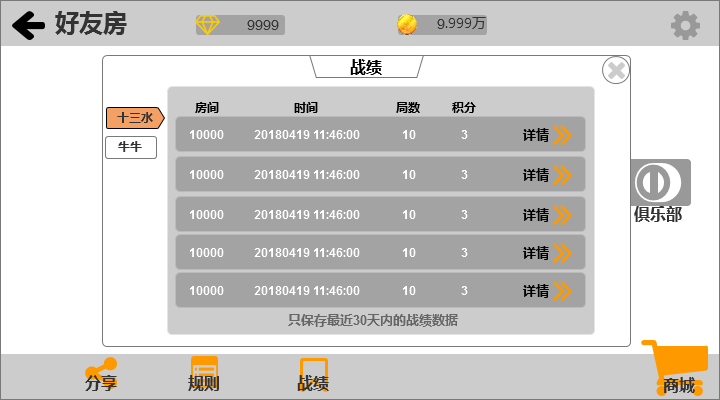 好友房
9999
9.999万
战绩
十三水
牛牛
房间 时间 局数 积分
10000 20180419 11:46:00 10 3 详情
10000 20180419 11:46:00 10 3 详情
10000 20180419 11:46:00 10 3 详情
10000 20180419 11:46:00 10 3 详情
10000 20180419 11:46:00 10 3 详情
只保存最近30天内的战绩数据
俱乐部
分享 规则 战绩 商城